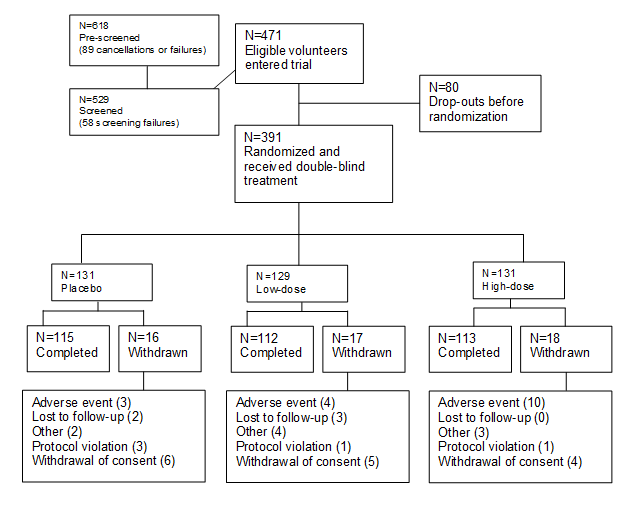 N=618
Pre-screened
(89 cancellations or failures)
N=471
Eligible volunteers
entered trial
N=529
Screened
(58 screening failures)
N=80
Drop-outs before
randomization
N=391
Randomized and
received double-blind
treatment
N=131
Placebo
N=129
Low-dose
N=131
High-dose
N=115
Completed
N=16
Withdrawn
N=112
Completed
N=17
Withdrawn
N=113
Completed
N=18
Withdrawn
Adverse event (3)
Lost to follow-up (2)
Other (2)
Protocol violation (3)
Withdrawal of consent (6)
Adverse event (4)
Lost to follow-up (3)
Other (4)
Protocol violation (1)
Withdrawal of consent (5)
Adverse event (10)
Lost to follow-up (0)
Other (3)
Protocol violation (1)
Withdrawal of consent (4)